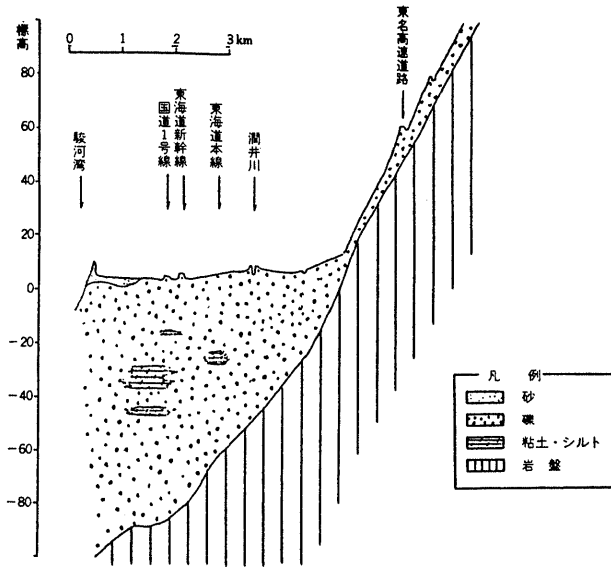 標高
0 1 2 3 km
東名高速道路
80
60
40
20
0
-20
-40
-60
-80
駿河湾
国道1号線
東海道新幹線
東海道本線
潤井川
凡 例
砂
礫
粘土・シルト
岩 盤